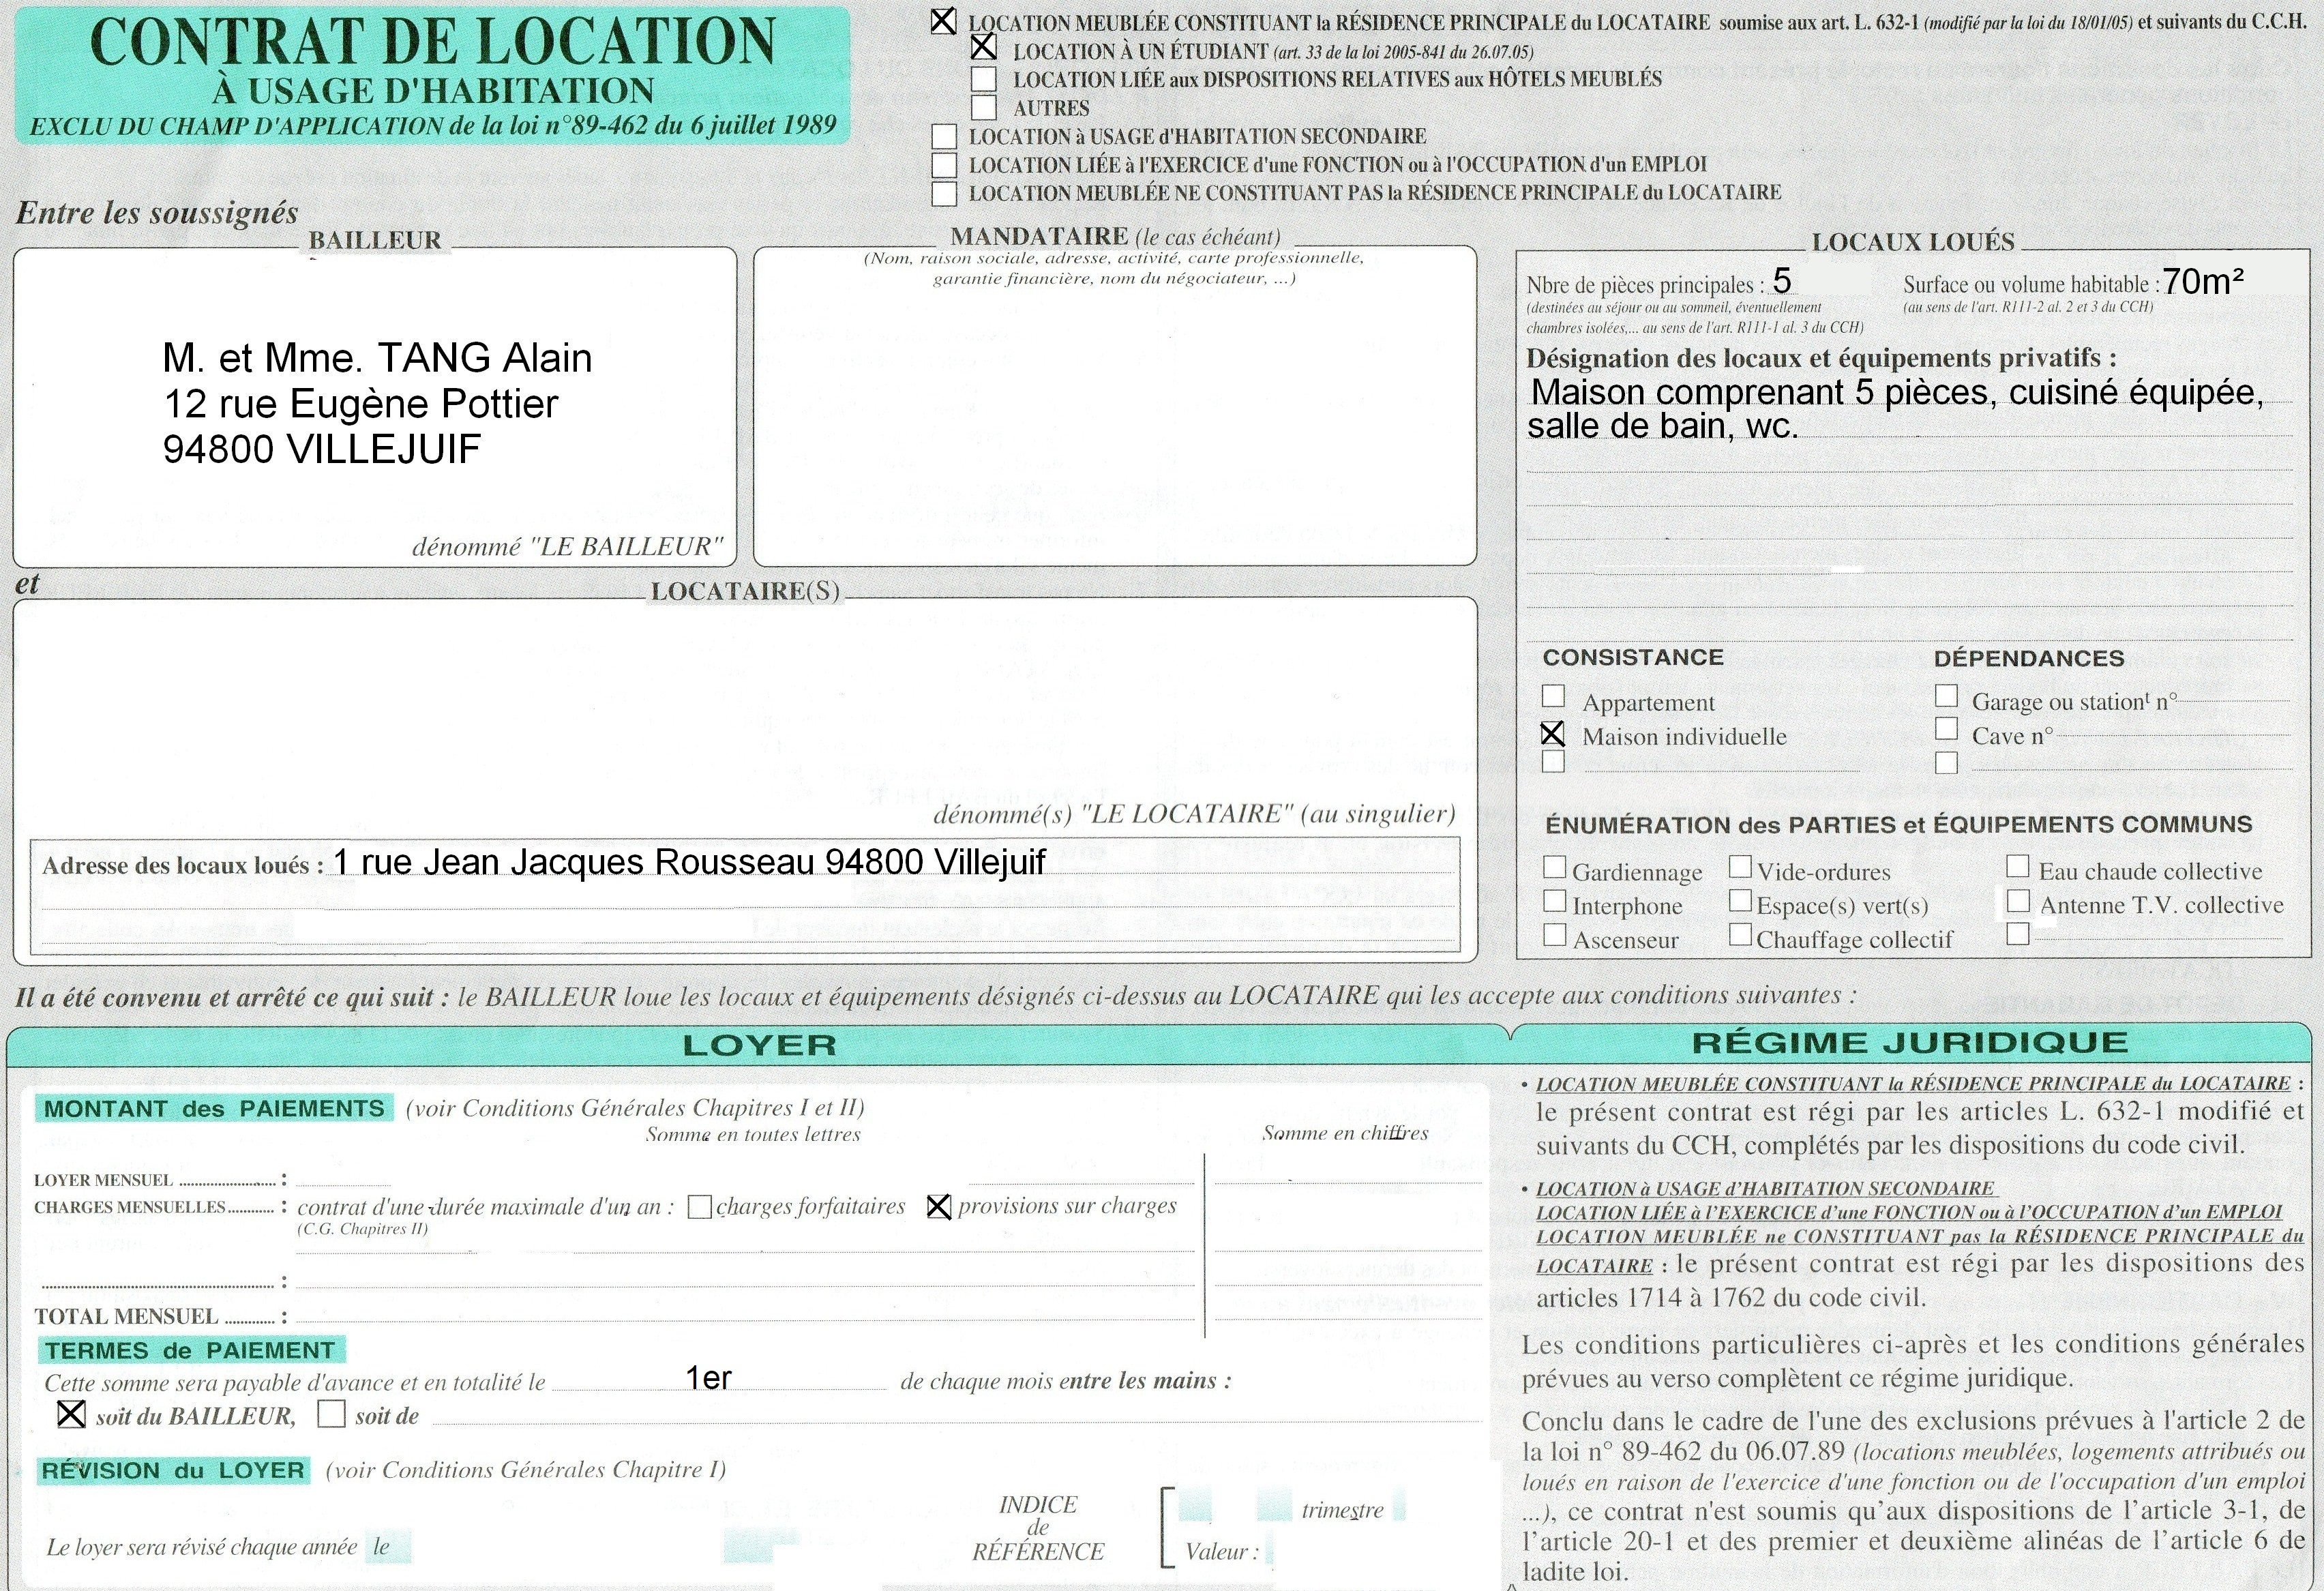 CONTRAT DE LOCATION
À USAGE D'HABITATION
EXCLU DU CHAMP D'APPLICATION de la loi n°89-462 du 6 juillet 1989
LOCATION MEUBLÉE CONSTITUANT la RÉSIDENCE PRINCIPALE du LOCATAIRE soumise aux art. L. 632-1 (modifié par la loi du 18/01/05) et suivants du C.C.H.
LOCATION À UN ÉTUDIANT (art. 33 de la loi 2005-841 du 26.07.05)
LOCATION LIÉE aux DISPOSITIONS RELATIVES aux HÔTELS MEUBLÉS
AUTRES
LOCATION à USAGE d'HABITATION SECONDAIRE
LOCATION LIÉE à l'EXERCICE d'une FONCTION ou à l'OCCUPATION d'un EMPLOI
LOCATION MEUBLÉE NE CONSTITUANT PAS la RÉSIDENCE PRINCIPALE du LOCATAIRE
Entre les soussignés
BAILLEUR
M. et Mme. TANG Alain
12 rue Eugène Pottier
94800 VILLEJUIF
dénommé "LE BAILLEUR"
MANDATAIRE (le cas échéant)
(Nom, raison sociale, adresse, activité, carte professionnelle,
garantie financière, nom du négociateur, ...)
et
LOCATAIRE(S)
dénommé(s) "LE LOCATAIRE" (au singulier)
Adresse des locaux loués : 1 rue Jean Jacques Rousseau 94800 Villejuif
LOCAUX LOUÉS
Nbre de pièces principales : 5 Surface ou volume habitable : 70m²
(destinées au séjour ou au sommeil, éventuellement (au sens de l'art. R111-2 al. 2 et 3 du CCH)
chambres isolées,... au sens de l'art. R111-1 al. 3 du CCH)
Désignation des locaux et équipements privatifs :
Maison comprenant 5 pièces, cuisiné équipée,
salle de bain, wc.
CONSISTANCE DÉPENDANCES
Appartement Garage ou stationt n°
Maison individuelle Cave n°
ÉNUMÉRATION des PARTIES et ÉQUIPEMENTS COMMUNS
Gardiennage Vide-ordures Eau chaude collective
Interphone Espace(s) vert(s) Antenne T.V. collective
Ascenseur Chauffage collectif
Il a été convenu et arrêté ce qui suit : le BAILLEUR loue les locaux et équipements désignés ci-dessus au LOCATAIRE qui les accepte aux conditions suivantes :
LOYER
MONTANT des PAIEMENTS (voir Conditions Générales Chapitres I et II)
Somme en toutes lettres Somme en chiffres
LOYER MENSUEL :
CHARGES MENSUELLES : contrat d'une durée maximale d'un an : charges forfaitaires provisions sur charges
(C.G. Chapitres II)
:
TOTAL MENSUEL :
TERMES de PAIEMENT
Cette somme sera payable d'avance et en totalité le 1er de chaque mois entre les mains :
soit du BAILLEUR, soit de
RÉVISION du LOYER (voir Conditions Générales Chapitre I)
INDICE
de
RÉFÉRENCE
trimestre
Valeur :
Le loyer sera révisé chaque année le
RÉGIME JURIDIQUE
• LOCATION MEUBLÉE CONSTITUANT la RÉSIDENCE PRINCIPALE du LOCATAIRE :
le présent contrat est régi par les articles L. 632-1 modifié et
suivants du CCH, complétés par les dispositions du code civil.
• LOCATION à USAGE d'HABITATION SECONDAIRE
LOCATION LIÉE à l'EXERCICE d'une FONCTION ou à l'OCCUPATION d'un EMPLOI
LOCATION MEUBLÉE ne CONSTITUANT pas la RÉSIDENCE PRINCIPALE du
LOCATAIRE : le présent contrat est régi par les dispositions des
articles 1714 à 1762 du code civil.
Les conditions particulières ci-après et les conditions générales
prévues au verso complètent ce régime juridique.
Conclu dans le cadre de l'une des exclusions prévues à l'article 2 de
la loi n° 89-462 du 06.07.89 (locations meublées, logements attribués ou
loués en raison de l'exercice d'une fonction ou de l'occupation d'un emploi
...), ce contrat n'est soumis qu'aux dispositions de l'article 3-1, de
l'article 20-1 et des premier et deuxième alinéas de l'article 6 de
ladite loi.